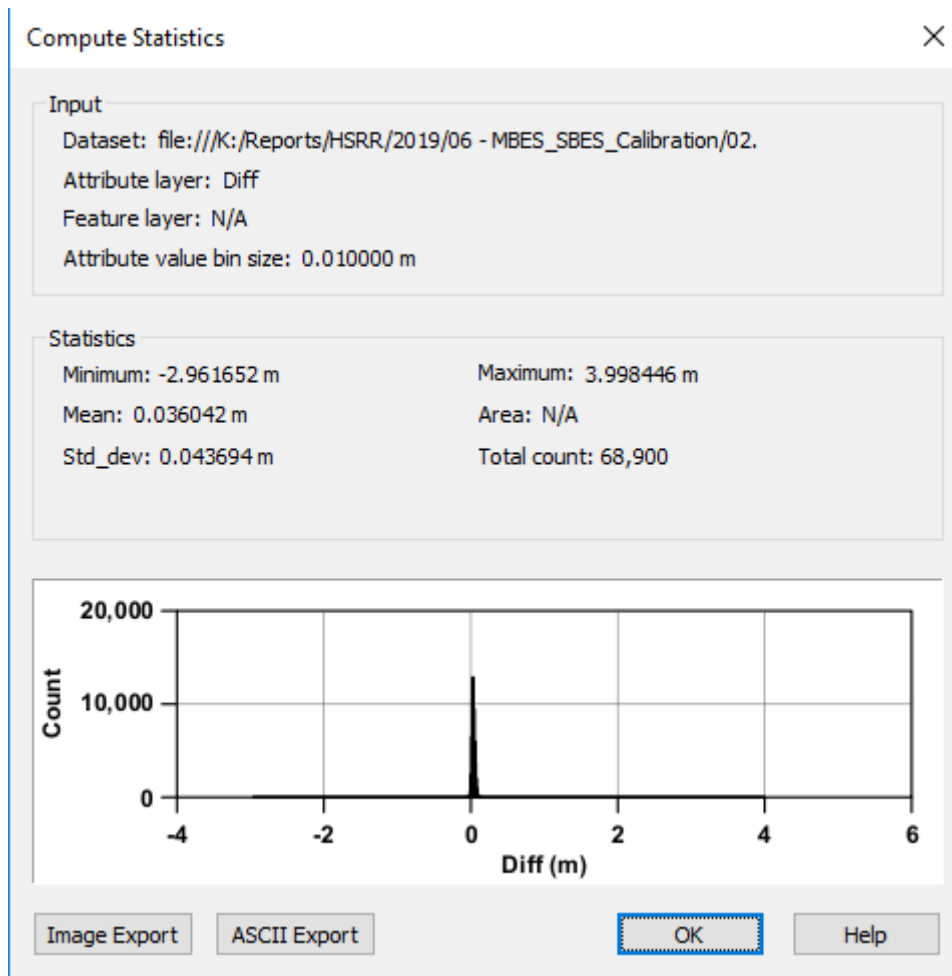 Compute Statistics
Input
Dataset: file:///K:/Reports/HSRR/2019/06 - MBES_SBES_Calibration/02.
Attribute layer: Diff
Feature layer: N/A
Attribute value bin size: 0.010000 m
Statistics
Minimum: -2.961652 m Maximum: 3.998446 m
Mean: 0.036042 m Area: N/A
Std_dev: 0.043694 m Total count: 68,900
20,000
10,000
0
Count
-4 -2 0 2 4 6
Diff (m)
Image Export ASCII Export OK Help